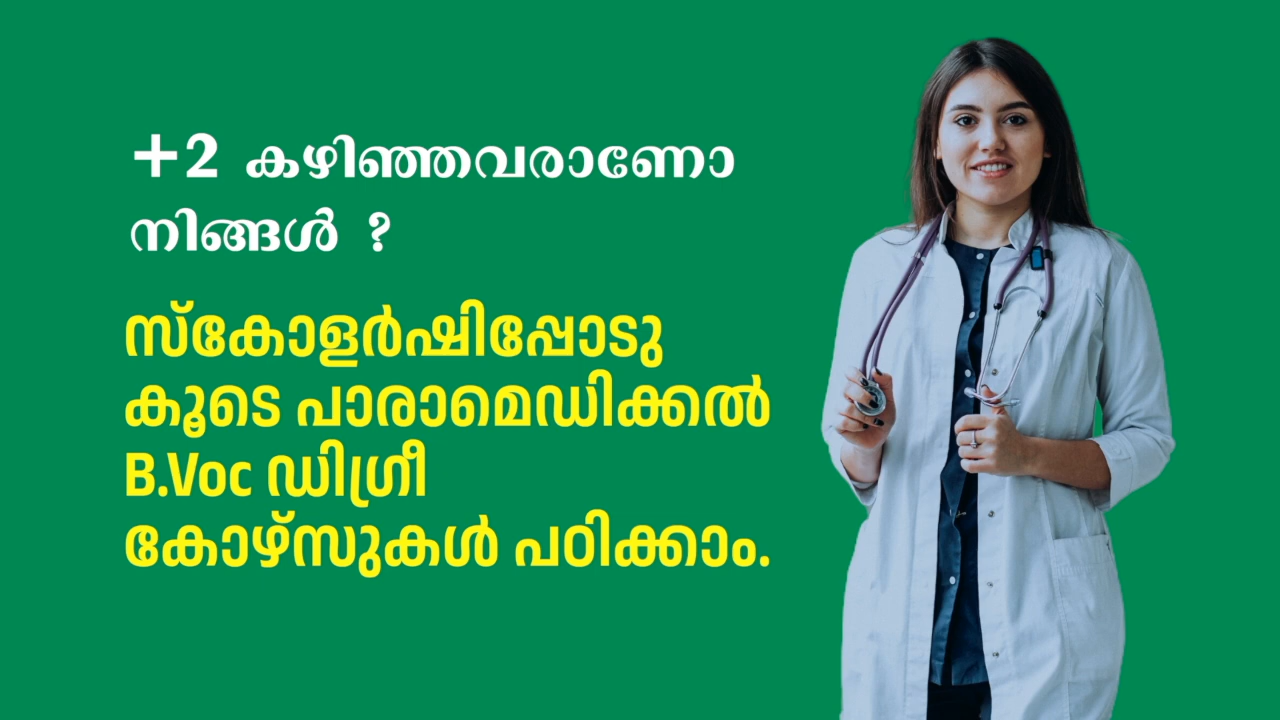 +2 കഴിഞ്ഞവരാണോ
നിങ്ങൾ ?
സ്കോളർഷിപ്പോടു
കൂടെ പാരാമെഡിക്കൽ
B.Voc ഡിഗ്രീ
കോഴ്സുകൾ പഠിക്കാം.